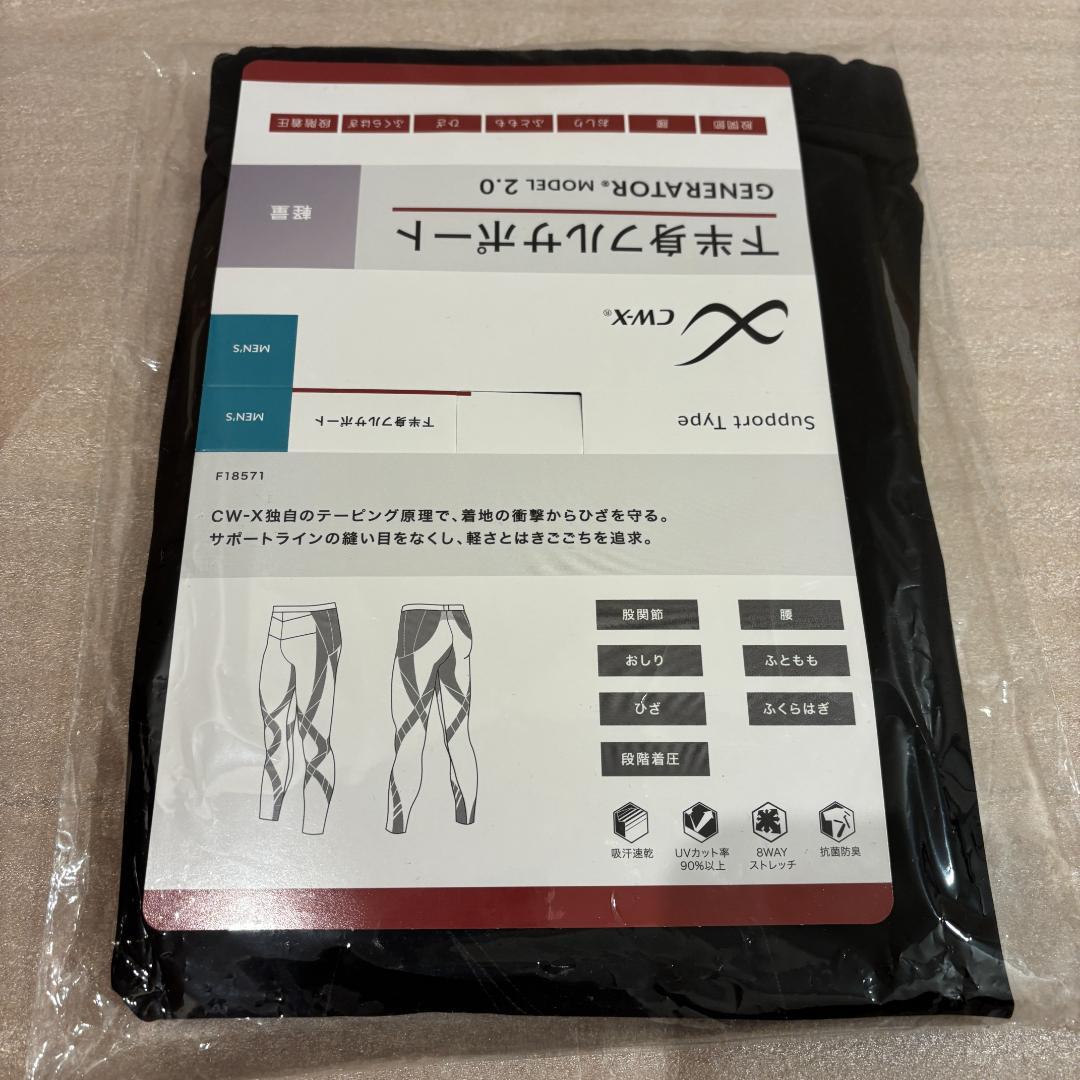 股関節 腰 おしり ふともも ひざ ふくらはぎ 段階着圧
GENERATOR® MODEL 2.0
下半身フルサポート
軽量
CW-X®
MEN'S
Support Type
下半身フルサポート
MEN'S
F18571
CW-X独自のテーピング原理で、着地の衝撃からひざを守る。
サポートラインの縫い目をなくし、軽さとはきごこちを追求。
股関節 腰
おしり ふともも
ひざ ふくらはぎ
段階着圧
吸汗速乾
UVカット率
90%以上
8WAY
ストレッチ
抗菌防臭